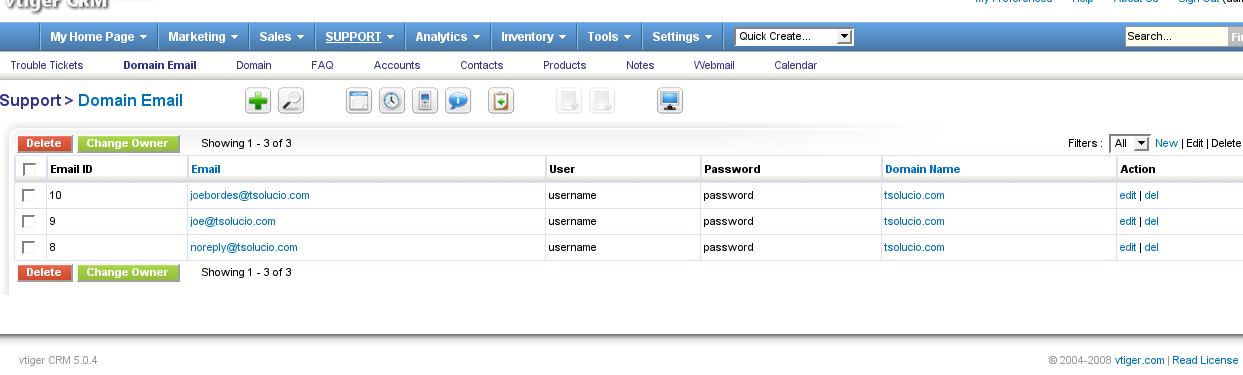 vtiger CRM
My Preferences Help About Us Sign Out
My Home Page Marketing Sales SUPPORT Analytics Inventory Tools Settings Quick Create... Search...
Trouble Tickets Domain Email Domain FAQ Accounts Contacts Products Notes Webmail Calendar
Support > Domain Email
Delete Change Owner Showing 1 - 3 of 3 Filters : All New | Edit | Delete
Email ID Email User Password Domain Name Action
10 joebordes@tsolucio.com username password tsolucio.com edit | del
9 joe@tsolucio.com username password tsolucio.com edit | del
8 noreply@tsolucio.com username password tsolucio.com edit | del
Delete Change Owner Showing 1 - 3 of 3
vtiger CRM 5.0.4 © 2004-2008 vtiger.com | Read License